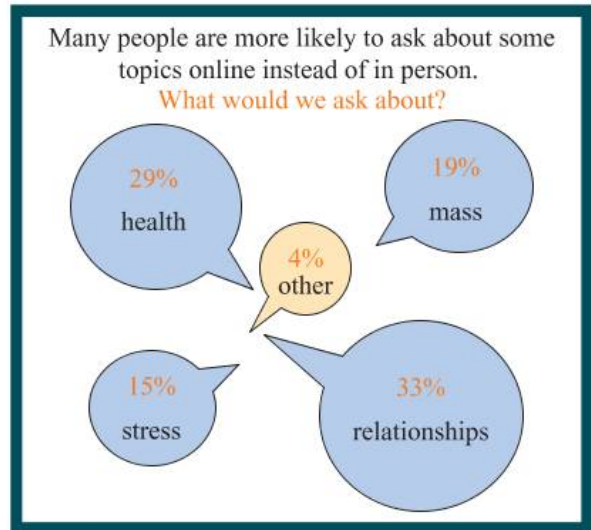 Many people are more likely to ask about some
topics online instead of in person.
What would we ask about?
29%
health
19%
mass
4%
other
15%
stress
33%
relationships